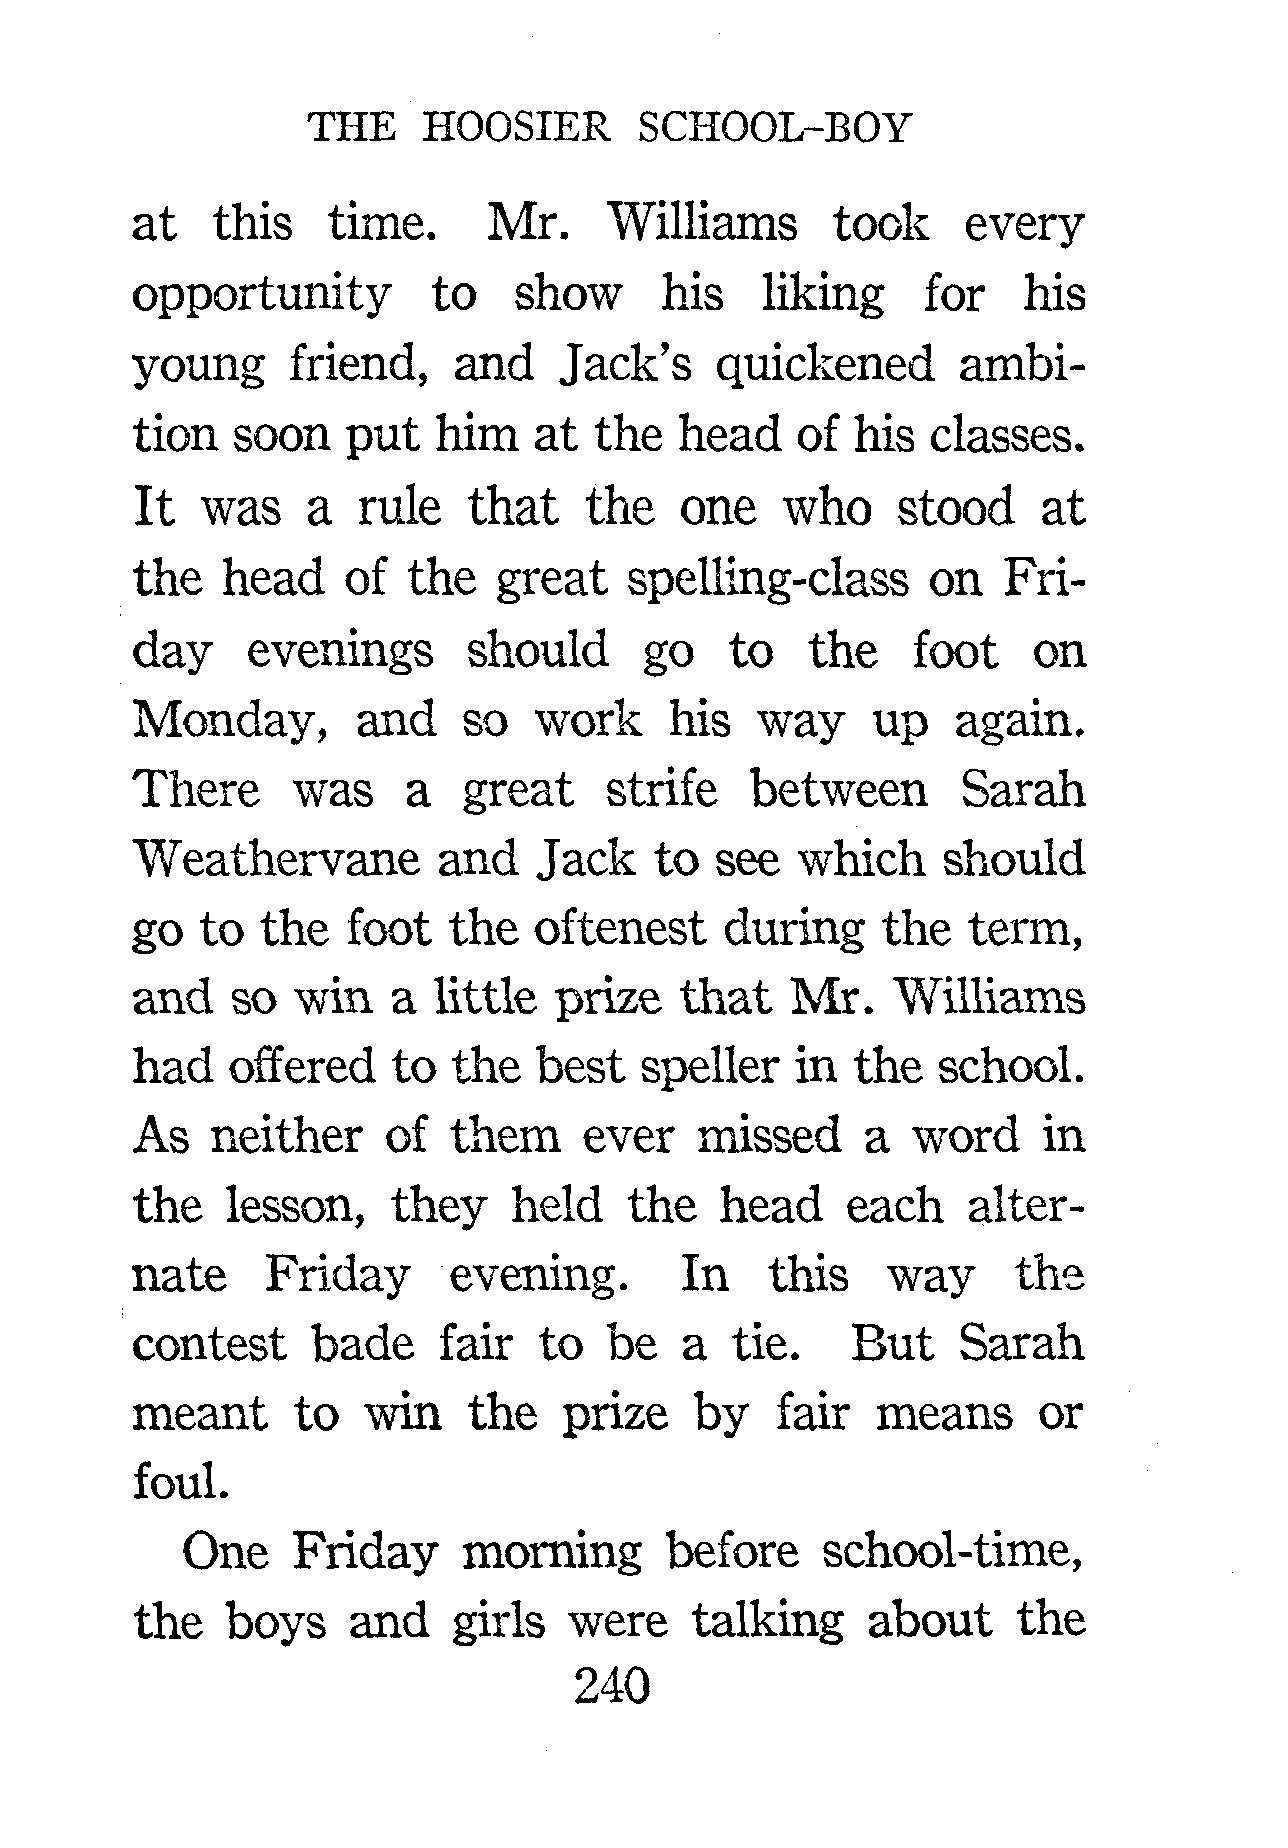 THE HOOSIER SCHOOL-BOY
at this time. Mr. Williams took every
opportunity to show his liking for his
young friend, and Jack's quickened ambi-
tion soon put him at the head of his classes.
It was a rule that the one who stood at
the head of the great spelling-class on Fri-
day evenings should go to the foot on
Monday, and so work his way up again.
There was a great strife between Sarah
Weathervane and Jack to see which should
go to the foot the oftenest during the term,
and so win a little prize that Mr. Williams
had offered to the best speller in the school.
As neither of them ever missed a word in
the lesson, they held the head each alter-
nate Friday evening. In this way the
contest bade fair to be a tie. But Sarah
meant to win the prize by fair means or
foul.
One Friday morning before school-time,
the boys and girls were talking about the
240